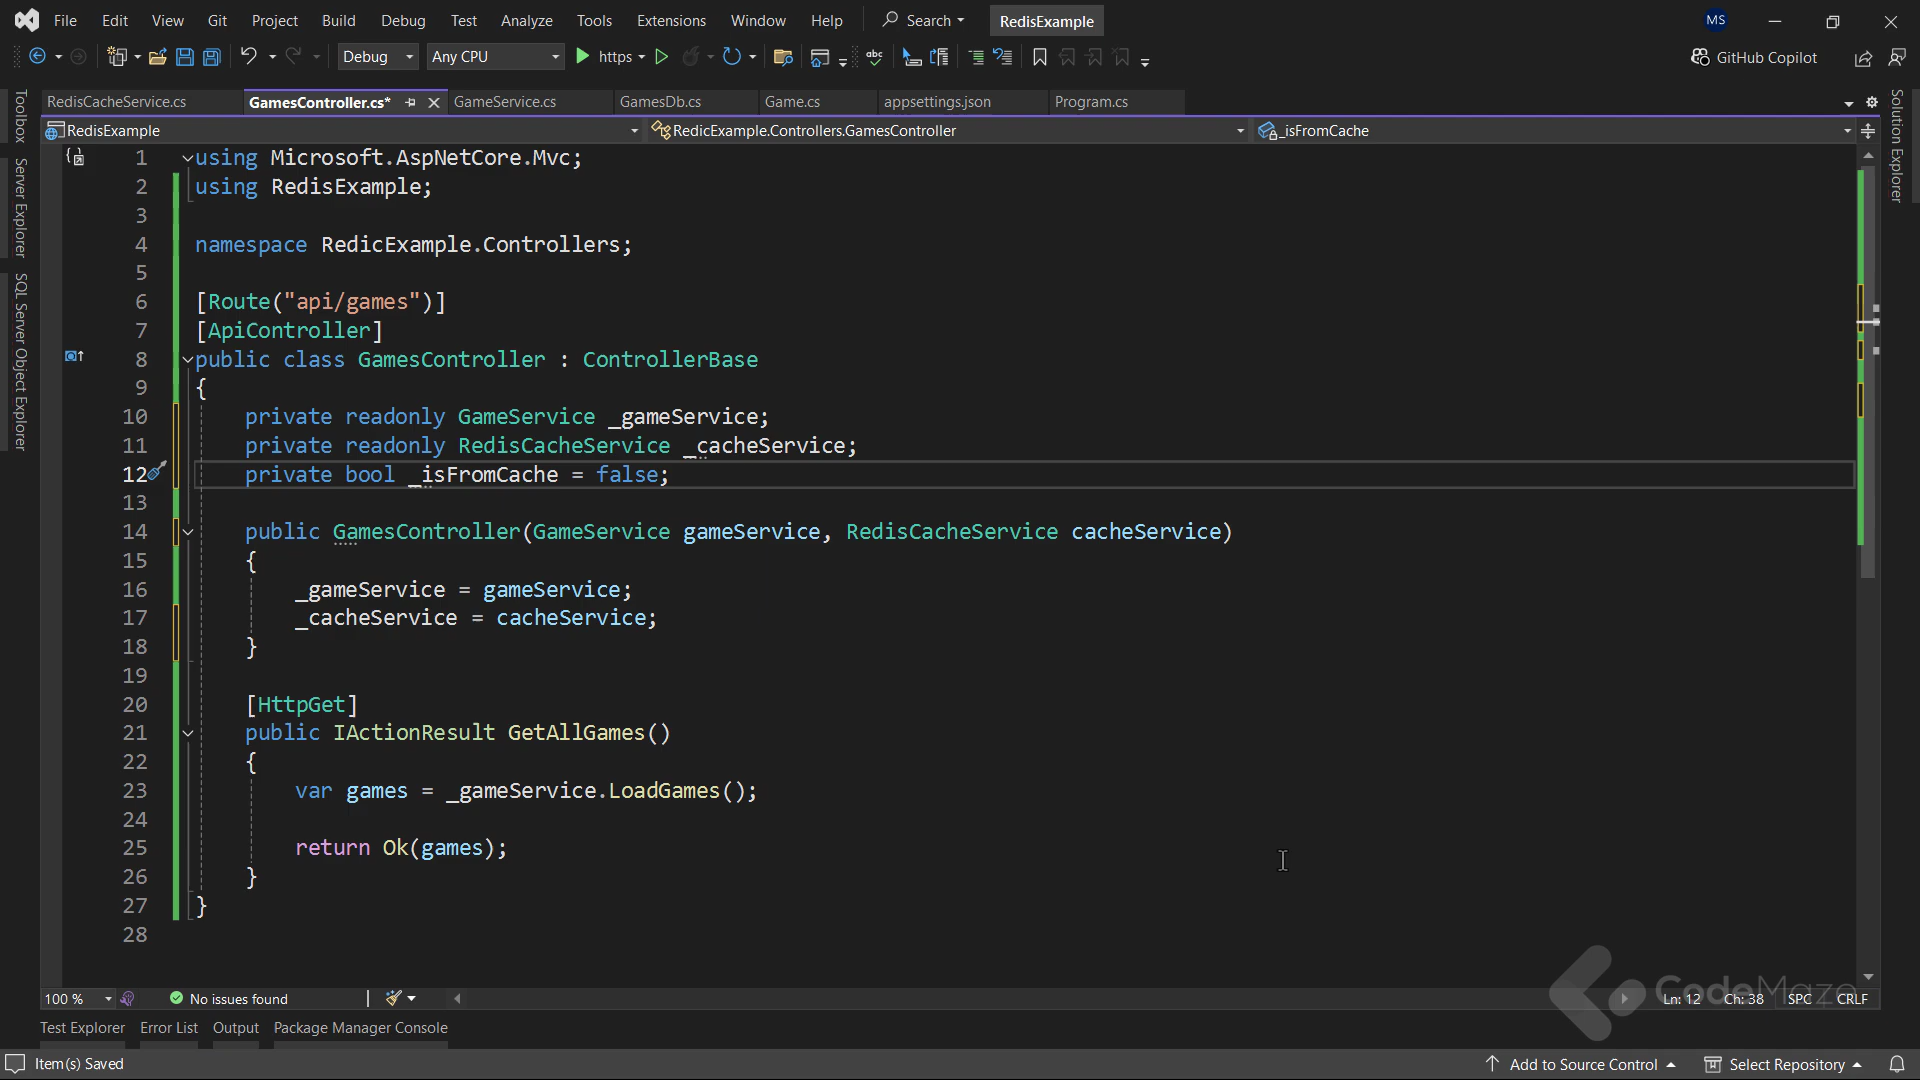 File Edit View Git Project Build Debug Test Analyze Tools Extensions Window Help Search RedisExample MS
Debug Any CPU https GitHub Copilot
RedisCacheService.cs GamesController.cs* GameService.cs GamesDb.cs Game.cs appsettings.json Program.cs
RedisExample RedicExample.Controllers.GamesController _isFromCache
Toolbox
Server Explorer
SQL Server Object Explorer
Solution Explorer
1 using Microsoft.AspNetCore.Mvc;
2 using RedisExample;
3
4 namespace RedicExample.Controllers;
5
6 [Route("api/games")]
7 [ApiController]
8 public class GamesController : ControllerBase
9 {
10 private readonly GameService _gameService;
11 private readonly RedisCacheService _cacheService;
12 private bool _isFromCache = false;
13
14 public GamesController(GameService gameService, RedisCacheService cacheService)
15 {
16 _gameService = gameService;
17 _cacheService = cacheService;
18 }
19
20 [HttpGet]
21 public IActionResult GetAllGames()
22 {
23 var games = _gameService.LoadGames();
24
25 return Ok(games);
26 }
27 }
28
CodeMaze
100 % No issues found Ln: 12 Ch: 38 SPC CRLF
Test Explorer Error List Output Package Manager Console
Item(s) Saved Add to Source Control Select Repository